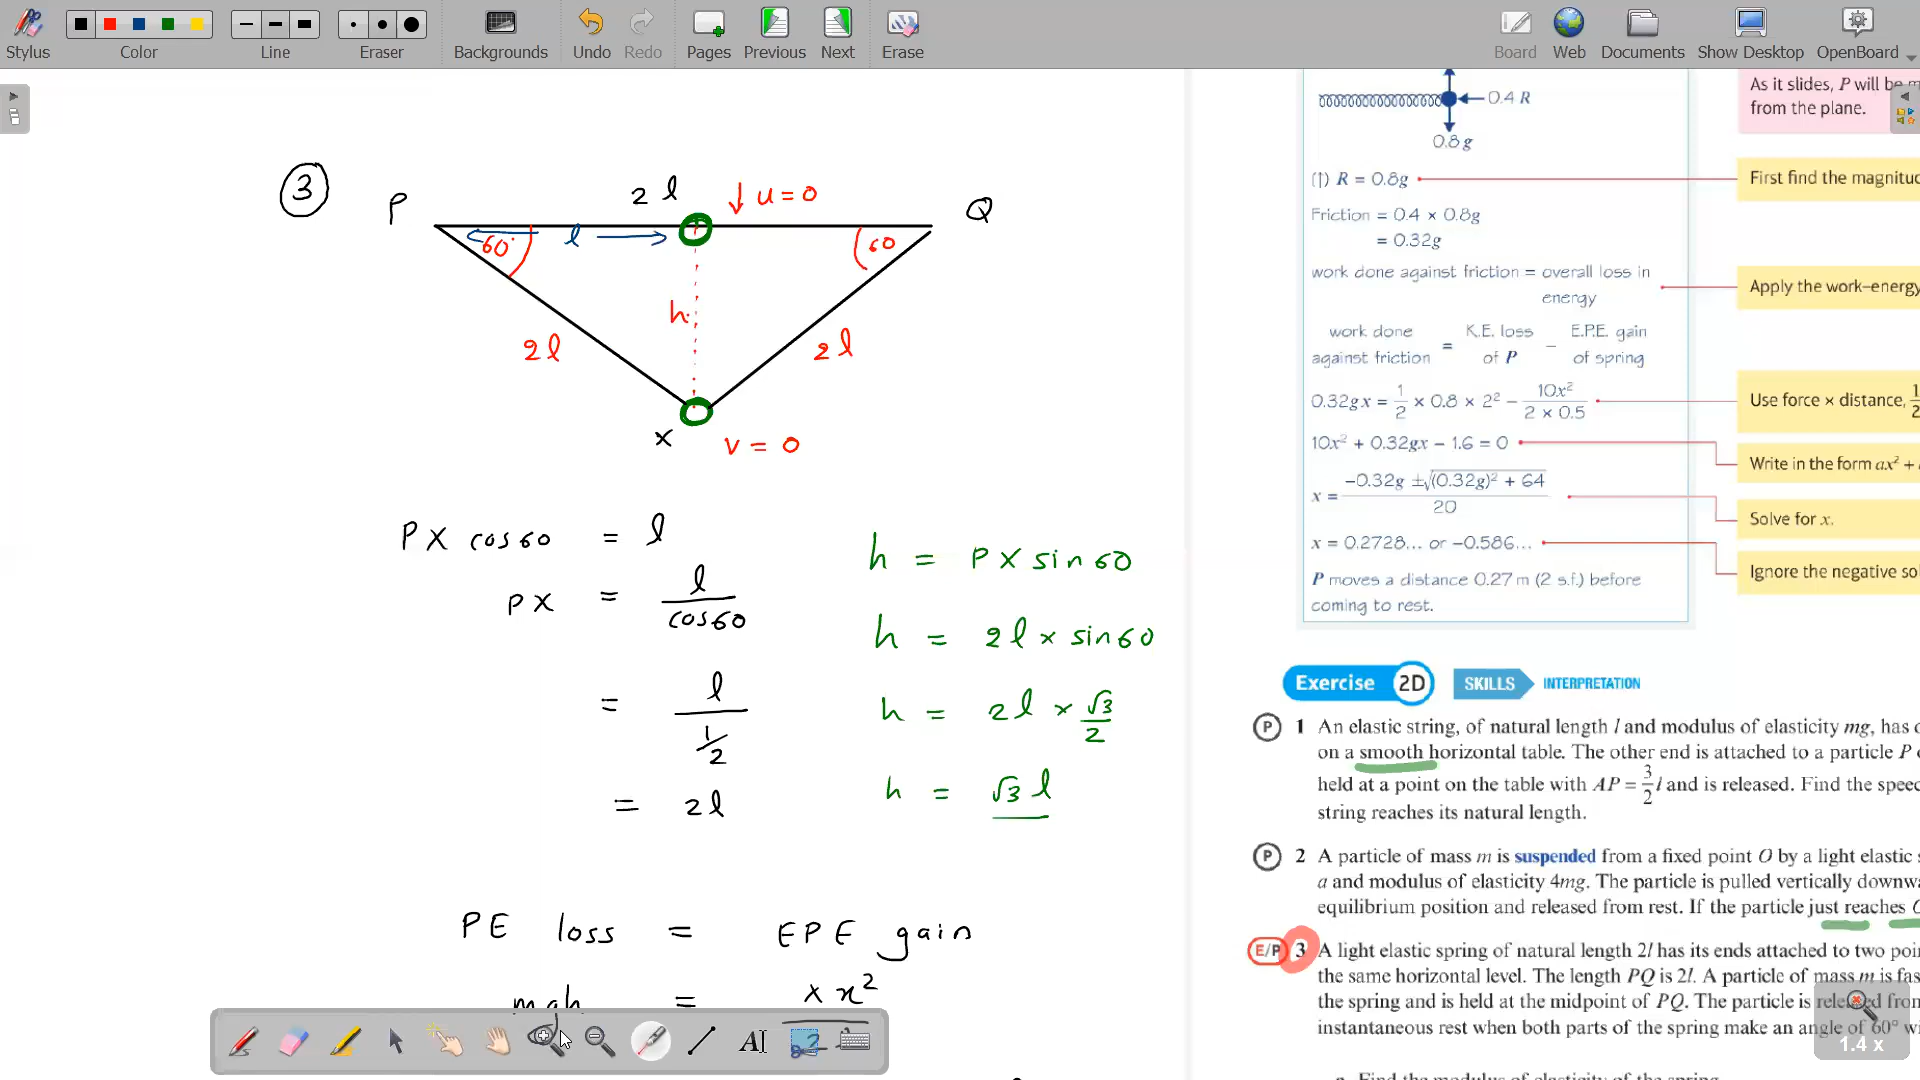 Stylus
Color
Line
Eraser
Backgrounds
Undo
Redo
Pages
Previous
Next
Erase
Board
Web
Documents
Show Desktop
OpenBoard
3
P
2 l
↓ u = 0
Q
60°
l
60
h
2 l
2 l
x
v = 0
PX cos 60 = l
PX = l / cos 60
= l / 1/2
= 2l
h = PX sin 60
h = 2l × sin 60
h = 2l × √3/2
h = √3 l
PE loss = EPE gain
mgh = λ x²
0.4 R
0.8g
(↑) R = 0.8g
Friction = 0.4 × 0.8g
= 0.32g
work done against friction = overall loss in
energy
work done against friction = K.E. loss of P − E.P.E. gain of spring
0.32gx = 1/2 × 0.8 × 2² − 10x² / 2 × 0.5
10x² + 0.32gx − 1.6 = 0
x = −0.32g ±√(0.32g)² + 64 / 20
x = 0.2728... or −0.586...
P moves a distance 0.27 m (2 s.f.) before
coming to rest.
As it slides, P will be
from the plane.
First find the
Apply the work–energy
Use force × distance,
Write in the form ax² +
Solve for x.
Ignore the negative
Exercise 2D SKILLS INTERPRETATION
P 1 An elastic string, of natural length l and modulus of elasticity mg, has
on a smooth horizontal table. The other end is attached to a particle P
held at a point on the table with AP = 3/2 l and is released. Find the
string reaches its natural length.
P 2 A particle of mass m is suspended from a fixed point O by a light elastic
a and modulus of elasticity 4mg. The particle is pulled vertically
equilibrium position and released from rest. If the particle just reaches
E/P 3 A light elastic spring of natural length 2l has its ends attached to two
the same horizontal level. The length PQ is 2l. A particle of mass m is
the spring and is held at the midpoint of PQ. The particle is released
instantaneous rest when both parts of the spring make an angle of 60°
a Find the modulus of elasticity of the spring
1.4 x